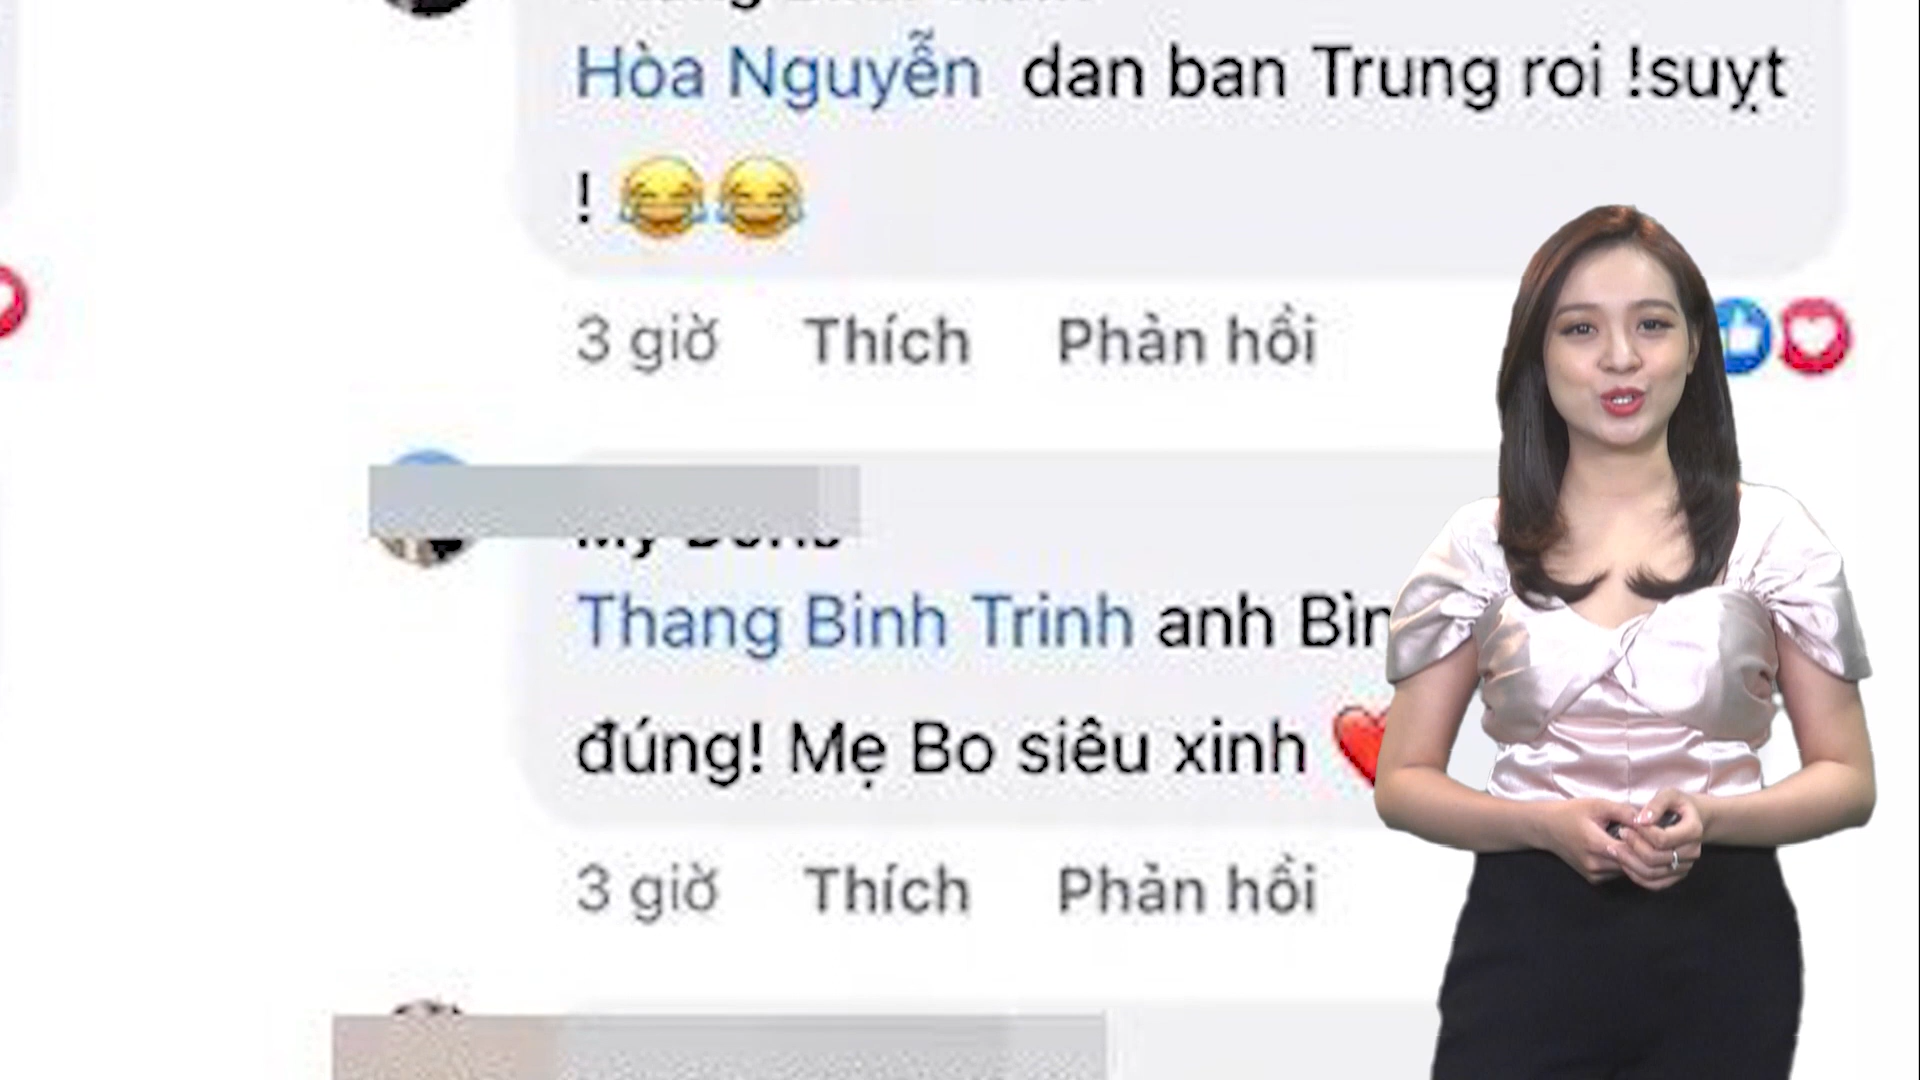 Hòa Nguyễn dan ban Trung roi !suỵt
! 😂😂
3 giờ Thích Phản hồi
Thang Binh Trinh anh Bìn
đúng! Mẹ Bo siêu xinh ❤
3 giờ Thích Phản hồi